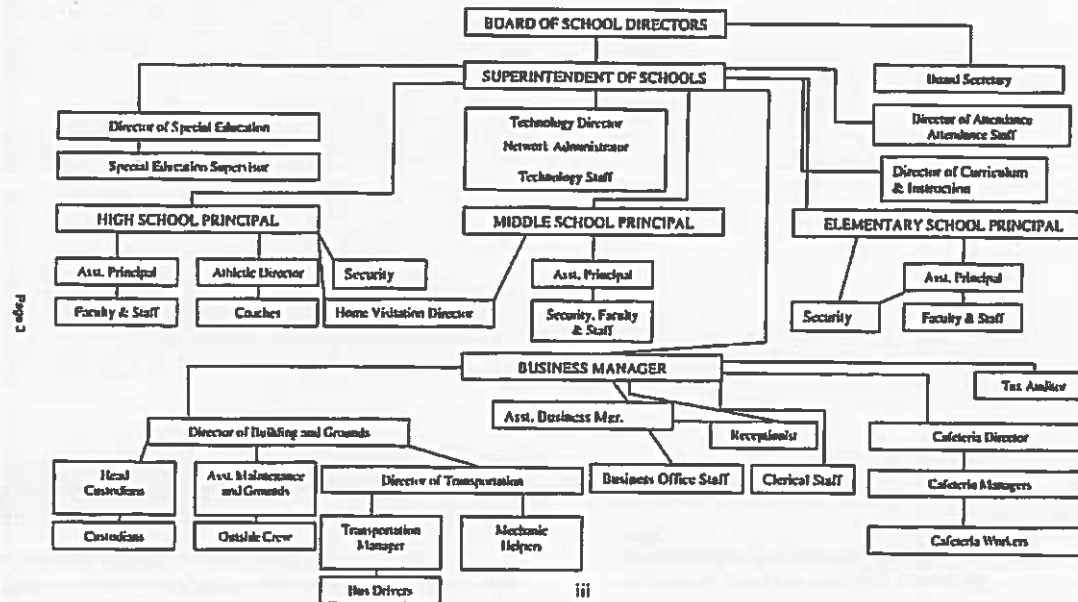 BOARD OF SCHOOL DIRECTORS
SUPERINTENDENT OF SCHOOLS
Board Secretary
Director of Special Education
Special Education Supervisor
Technology Director
Network Administrator
Technology Staff
Director of Attendance
Attendance Staff
Director of Curriculum
& Instruction
HIGH SCHOOL PRINCIPAL
MIDDLE SCHOOL PRINCIPAL
ELEMENTARY SCHOOL PRINCIPAL
Asst. Principal
Athletic Director
Security
Asst. Principal
Asst. Principal
Faculty & Staff
Coaches
Home Visitation Director
Security, Faculty
& Staff
Security
Faculty & Staff
Page 2
BUSINESS MANAGER
Tax Auditor
Asst. Business Mgr.
Director of Building and Grounds
Receptionist
Cafeteria Director
Head
Custodians
Asst. Maintenance
and Grounds
Director of Transportation
Business Office Staff
Clerical Staff
Cafeteria Managers
Custodians
Outside Crew
Transportation
Manager
Mechanic
Helpers
Cafeteria Workers
Bus Drivers
iii